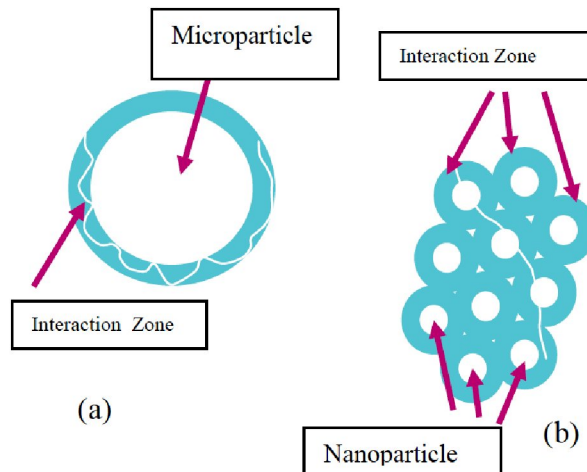 Microparticle
Interaction Zone
Interaction Zone
(a)
(b)
Nanoparticle